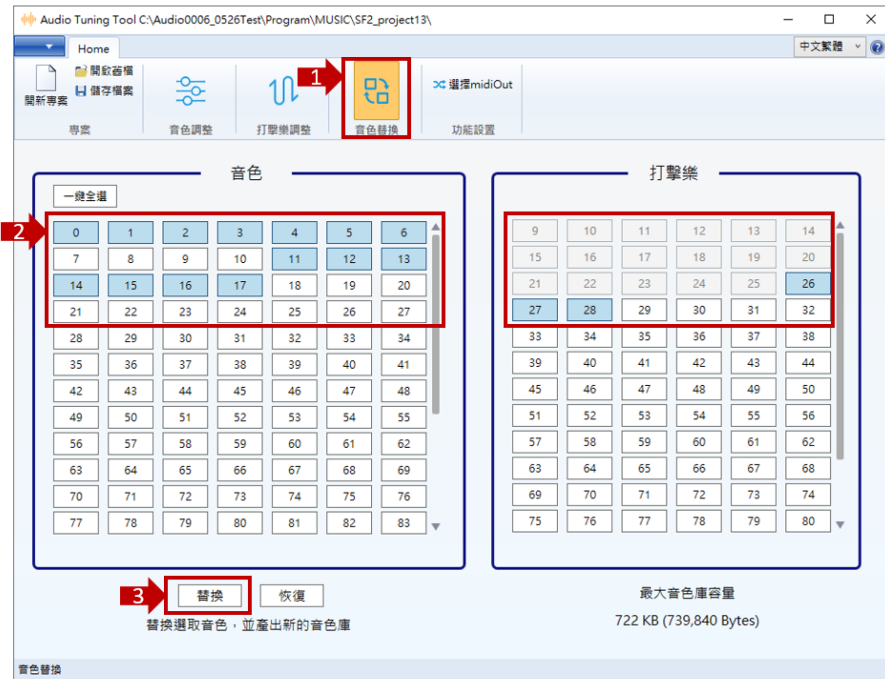 Audio Tuning Tool C:\Audio0006_0526Test\Program\MUSIC\SF2_project13\
Home
中文繁體
開新專案
開啟舊檔
儲存檔案
專案
音色調整
打擊樂調整
1
音色替換
選擇midiOut
功能設置
音色
一鍵全選
2
0 1 2 3 4 5 6
7 8 9 10 11 12 13
14 15 16 17 18 19 20
21 22 23 24 25 26 27
28 29 30 31 32 33 34
35 36 37 38 39 40 41
42 43 44 45 46 47 48
49 50 51 52 53 54 55
56 57 58 59 60 61 62
63 64 65 66 67 68 69
70 71 72 73 74 75 76
77 78 79 80 81 82 83
打擊樂
9 10 11 12 13 14
15 16 17 18 19 20
21 22 23 24 25 26
27 28 29 30 31 32
33 34 35 36 37 38
39 40 41 42 43 44
45 46 47 48 49 50
51 52 53 54 55 56
57 58 59 60 61 62
63 64 65 66 67 68
69 70 71 72 73 74
75 76 77 78 79 80
3
替換
恢復
替換選取音色，並產出新的音色庫
最大音色庫容量
722 KB (739,840 Bytes)
音色替換